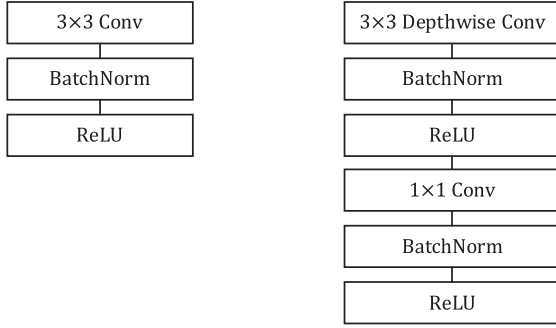 3×3 Conv
BatchNorm
ReLU
3×3 Depthwise Conv
BatchNorm
ReLU
1×1 Conv
BatchNorm
ReLU